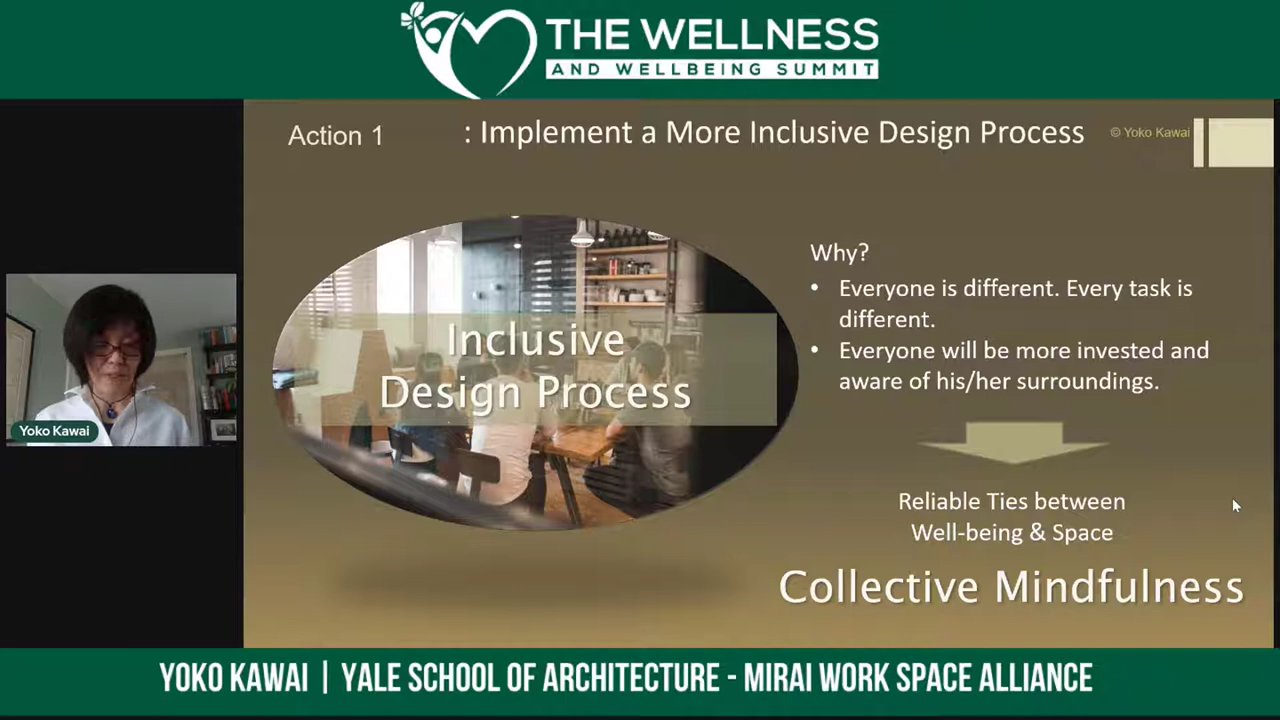 THE WELLNESS
AND WELLBEING SUMMIT
Action 1 : Implement a More Inclusive Design Process
© Yoko Kawai
Inclusive
Design Process
Why?
• Everyone is different. Every task is
different.
• Everyone will be more invested and
aware of his/her surroundings.
Reliable Ties between
Well-being & Space
Collective Mindfulness
Yoko Kawai
YOKO KAWAI | YALE SCHOOL OF ARCHITECTURE - MIRAI WORK SPACE ALLIANCE